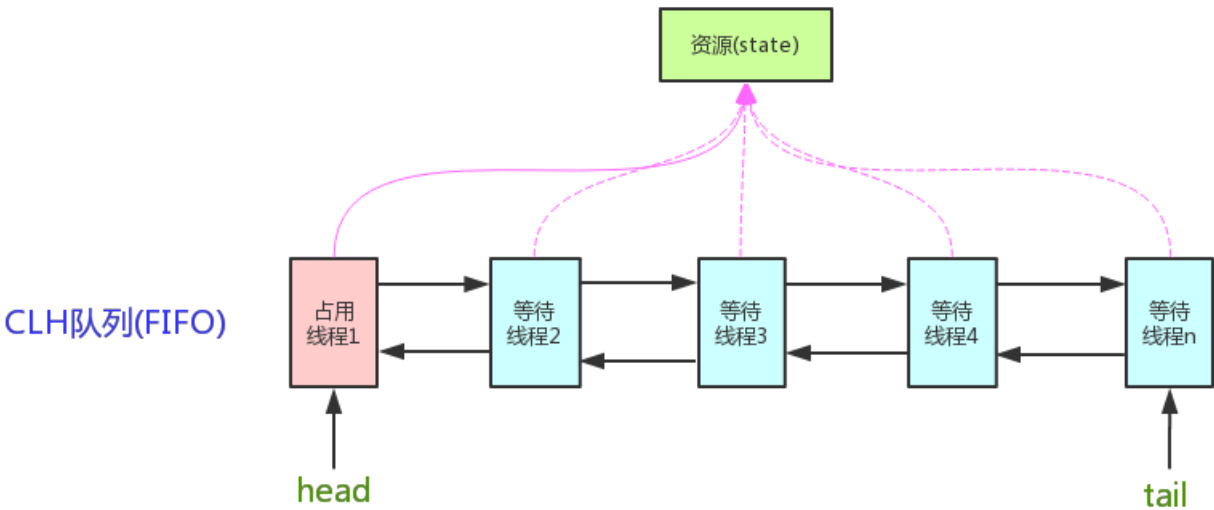 资源(state)
CLH队列(FIFO)
占用
线程1
等待
线程2
等待
线程3
等待
线程4
等待
线程n
head
tail